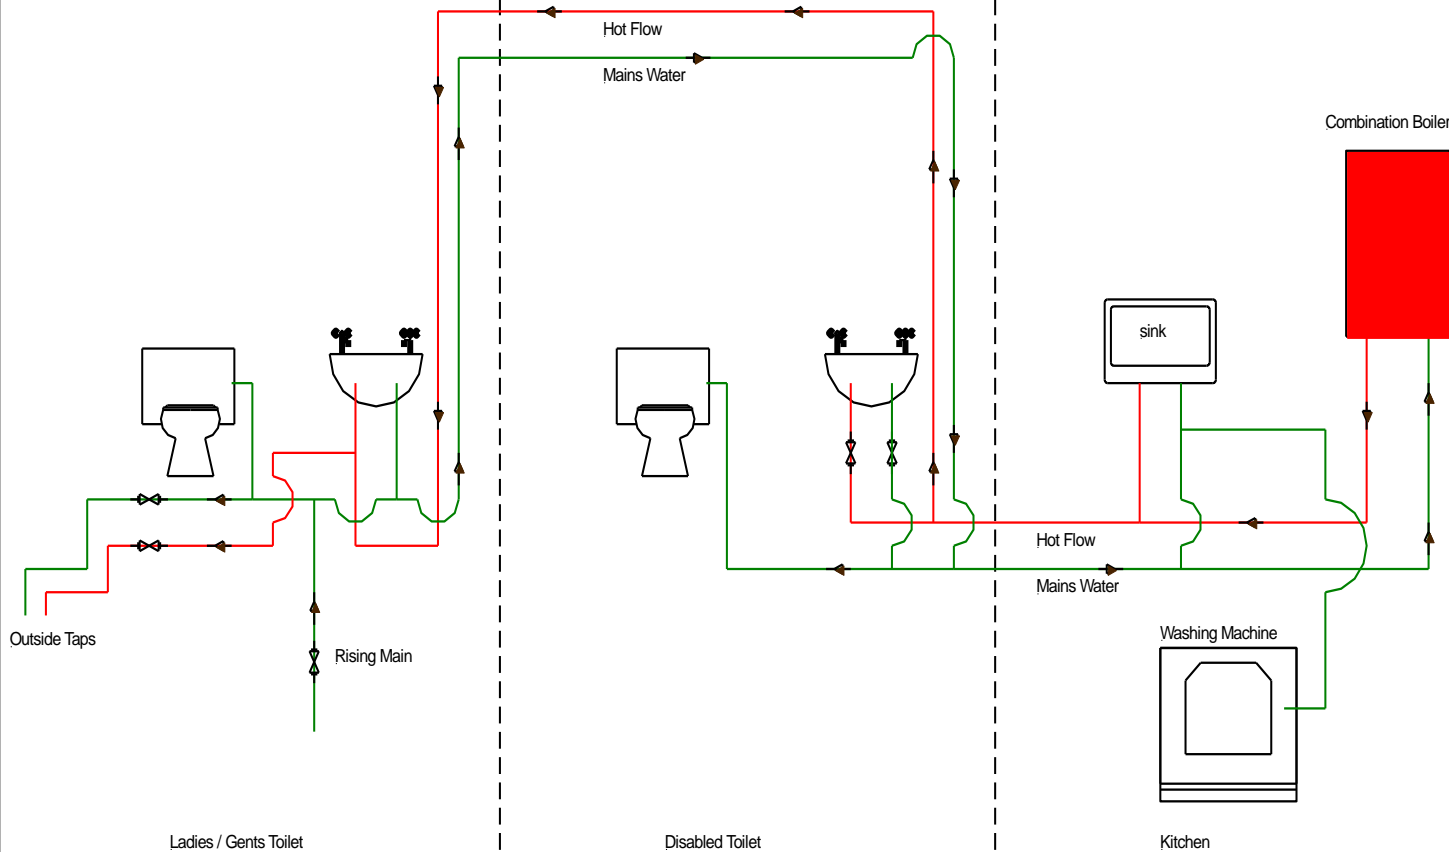 Hot Flow
Mains Water
Combination Boiler
sink
Hot Flow
Mains Water
Outside Taps
Rising Main
Washing Machine
Ladies / Gents Toilet
Disabled Toilet
Kitchen